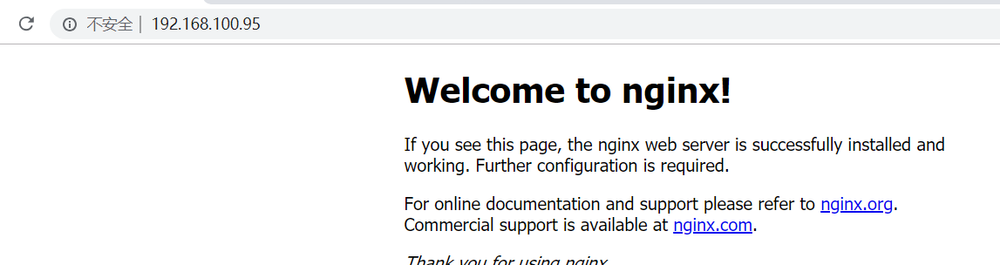 不安全 | 192.168.100.95
Welcome to nginx!
If you see this page, the nginx web server is successfully installed and
working. Further configuration is required.
For online documentation and support please refer to nginx.org.
Commercial support is available at nginx.com.
Thank you for using nginx.